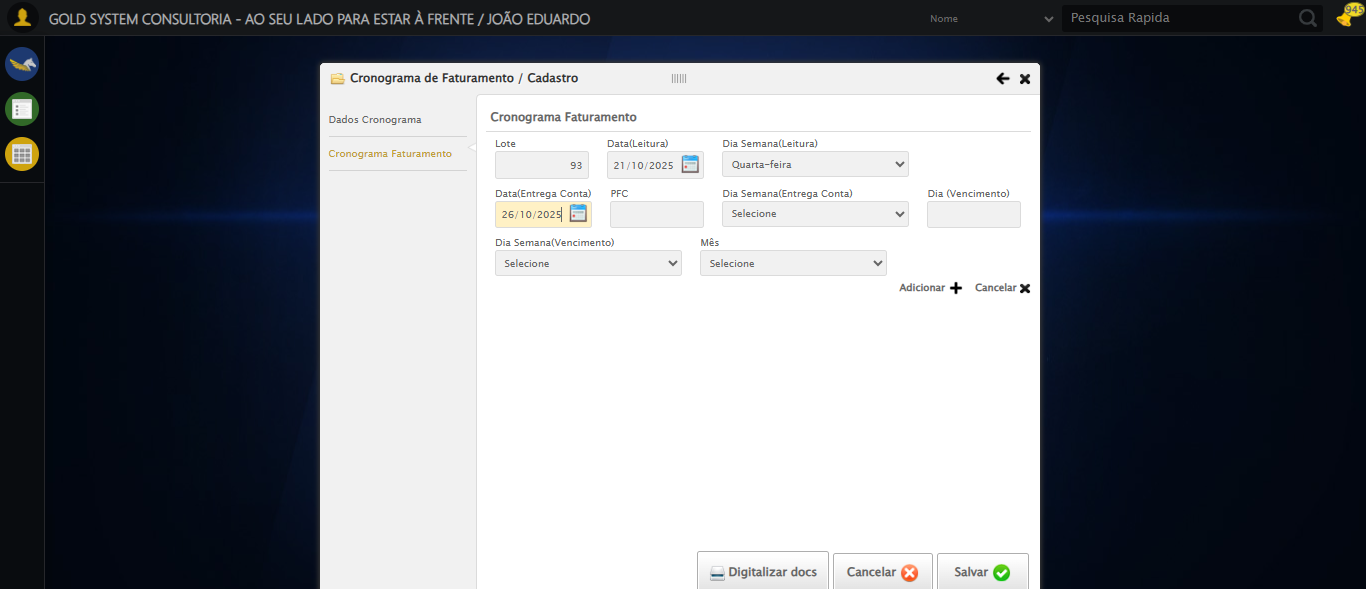 GOLD SYSTEM CONSULTORIA - AO SEU LADO PARA ESTAR À FRENTE / JOÃO EDUARDO
Nome
Pesquisa Rapida
945
Cronograma de Faturamento / Cadastro
Dados Cronograma
Cronograma Faturamento
Cronograma Faturamento
Lote
Data(Leitura)
Dia Semana(Leitura)
93
21/10/2025
Quarta-feira
Data(Entrega Conta)
PFC
Dia Semana(Entrega Conta)
Dia (Vencimento)
26/10/2025
Selecione
Dia Semana(Vencimento)
Mês
Selecione
Selecione
Adicionar
Cancelar
Digitalizar docs
Cancelar
Salvar